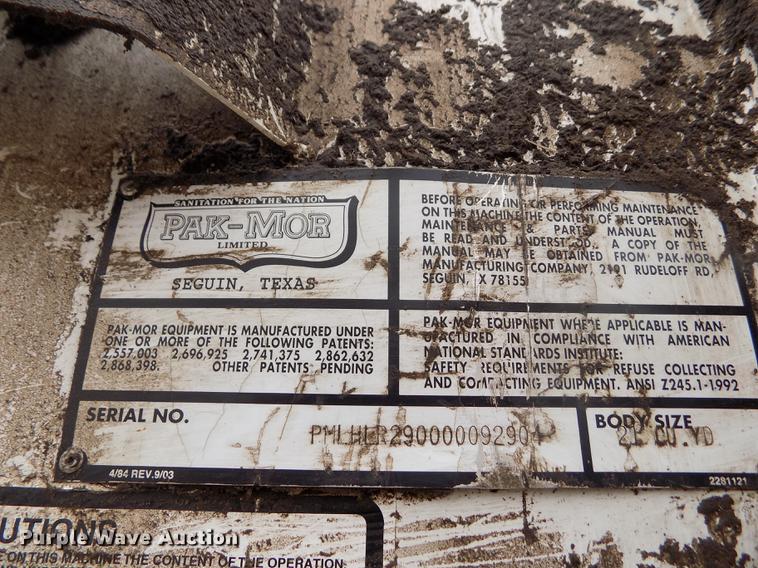 SANITATION FOR THE NATION
PAK-MOR
LIMITED
SEGUIN, TEXAS
BEFORE OPERATING OR PERFORMING MAINTENANCE
ON THIS MACHINE THE CONTENT OF THE OPERATION,
MAINTENANCE & PARTS MANUAL MUST
BE READ AND UNDERSTOOD. A COPY OF THE
MANUAL MAY BE OBTAINED FROM PAK-MOR
MANUFACTURING COMPANY, 2191 RUDELOFF RD,
SEGUIN, X 78155
PAK-MOR EQUIPMENT IS MANUFACTURED UNDER
ONE OR MORE OF THE FOLLOWING PATENTS:
2,557,003 2,696,925 2,741,375 2,862,632
2,868,398. OTHER PATENTS PENDING
PAK-MOR EQUIPMENT WHERE APPLICABLE IS MAN-
UFACTURED IN COMPLIANCE WITH AMERICAN
NATIONAL STANDARDS INSTITUTE:
SAFETY REQUIREMENTS FOR REFUSE COLLECTING
AND COMPACTING EQUIPMENT. ANSI Z245.1-1992
SERIAL NO. PMLHLR290000092904
BODY SIZE
21 CU.YD
4/84 REV.9/03
2281121
UTIONS
Purple Wave Auction
E ON THIS MACHINE THE CONTENT OF THE OPERATION